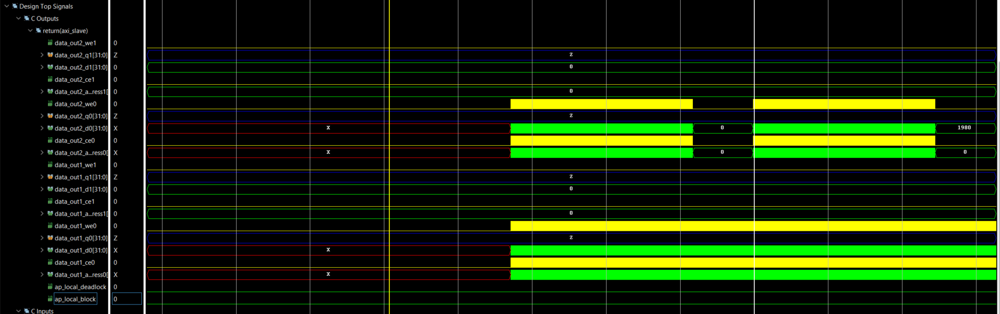 Design Top Signals
C Outputs
return(axi_slave)
data_out2_we1 0
data_out2_q1[31:0] Z Z
data_out2_d1[31:0] 0 0
data_out2_ce1 0
data_out2_a...ress1[ 0 0
data_out2_we0 0
data_out2_q0[31:0] Z Z
data_out2_d0[31:0] X X 0 1980
data_out2_ce0 0
data_out2_a...ress0[ X X 0 0
data_out1_we1 0
data_out1_q1[31:0] Z Z
data_out1_d1[31:0] 0 0
data_out1_ce1 0
data_out1_a...ress1[ 0 0
data_out1_we0 0
data_out1_q0[31:0] Z Z
data_out1_d0[31:0] X X
data_out1_ce0 0
data_out1_a...ress0[ X X
ap_local_deadlock 0
ap_local_block 0
C Inputs